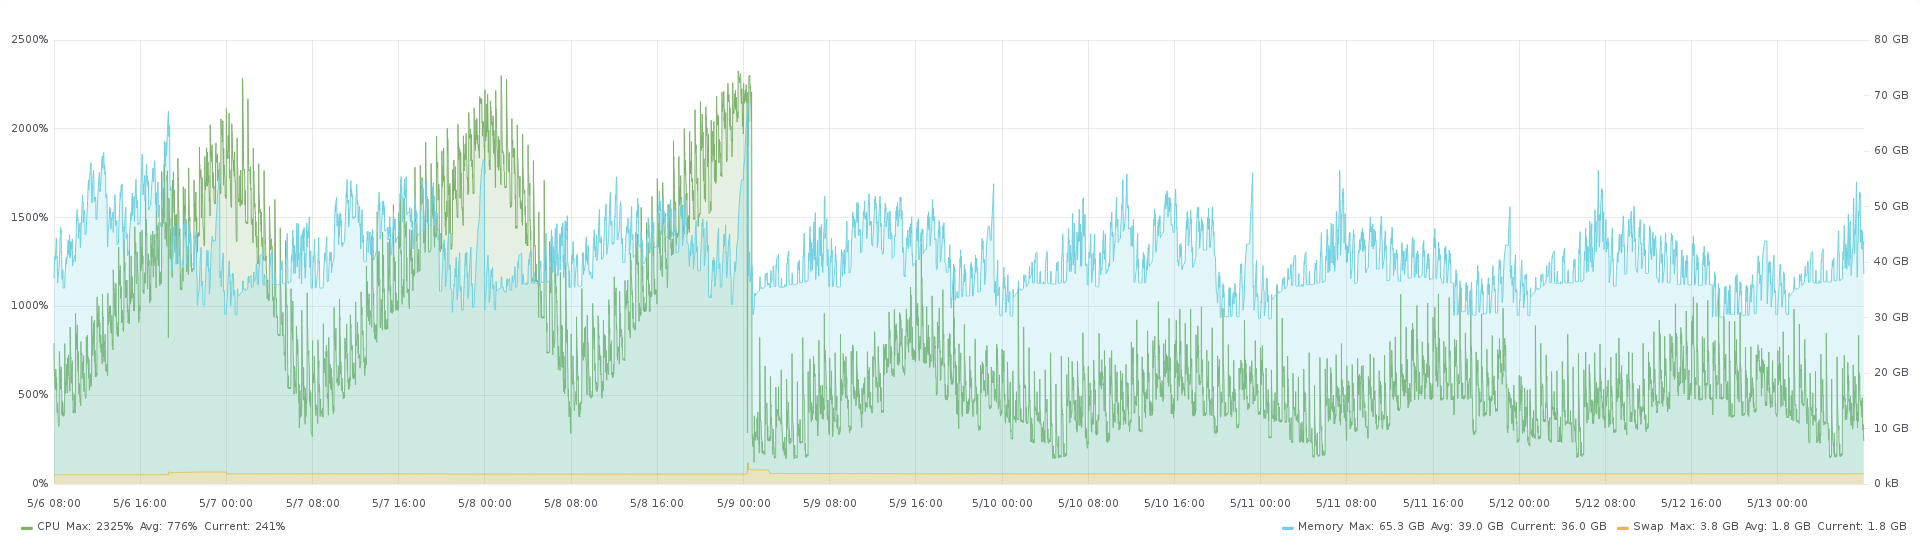 2500%
2000%
1500%
1000%
500%
0%
80 GB
70 GB
60 GB
50 GB
40 GB
30 GB
20 GB
10 GB
0 kB
5/6 08:00 5/6 16:00 5/7 00:00 5/7 08:00 5/7 16:00 5/8 00:00 5/8 08:00 5/8 16:00 5/9 00:00 5/9 08:00 5/9 16:00 5/10 00:00 5/10 08:00 5/10 16:00 5/11 00:00 5/11 08:00 5/11 16:00 5/12 00:00 5/12 08:00 5/12 16:00 5/13 00:00
CPU Max: 2325% Avg: 776% Current: 241%
Memory Max: 65.3 GB Avg: 39.0 GB Current: 36.0 GB Swap Max: 3.8 GB Avg: 1.8 GB Current: 1.8 GB